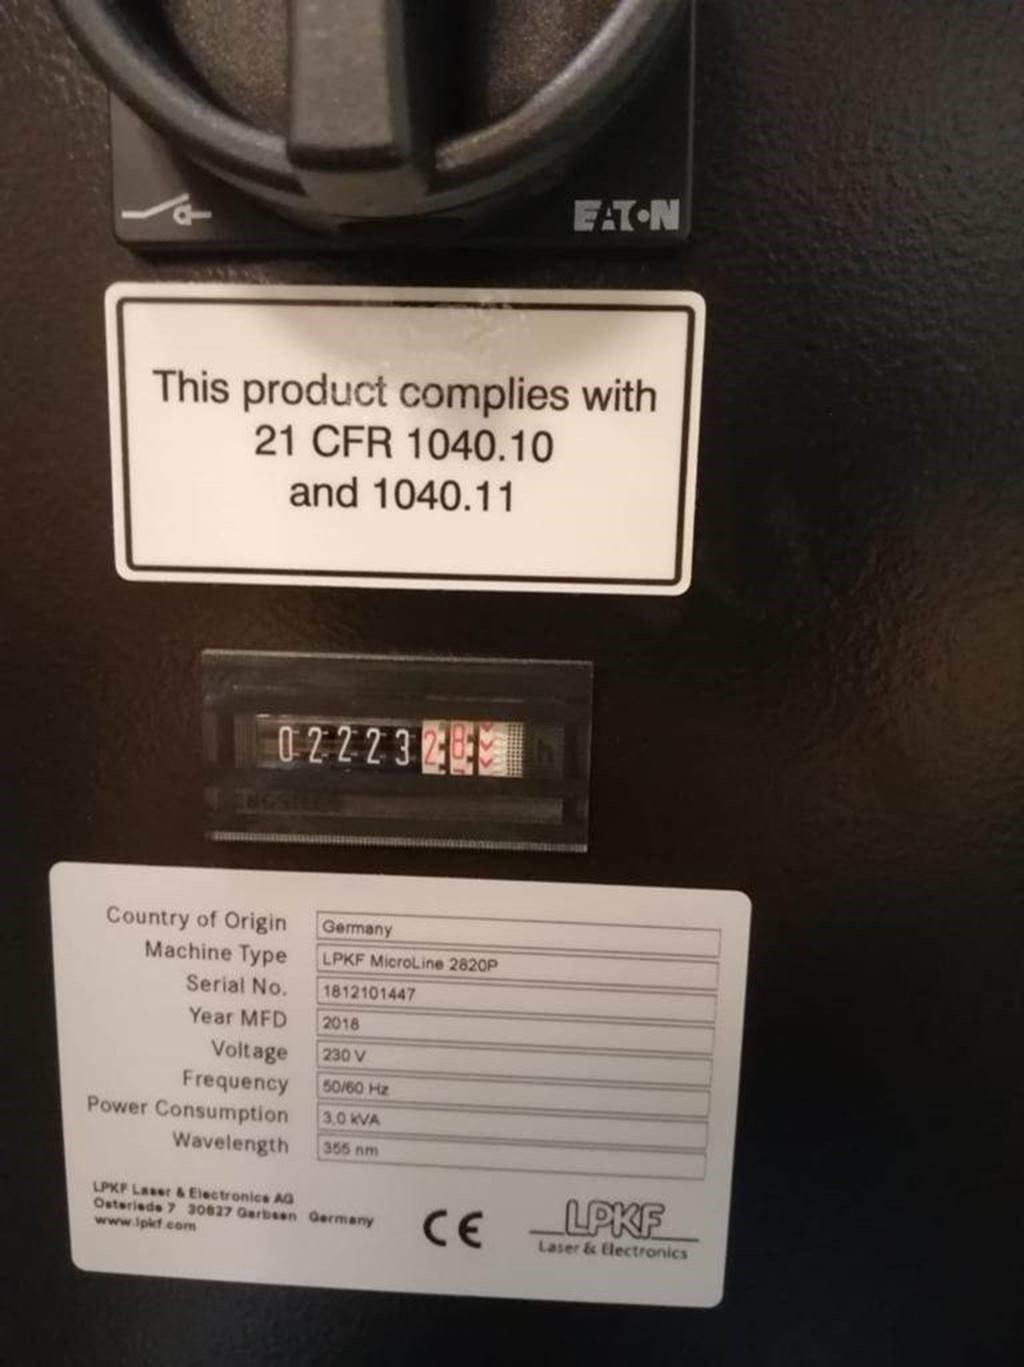 EATON
This product complies with
21 CFR 1040.10
and 1040.11
02223 28 h
Country of Origin Germany
Machine Type LPKF MicroLine 2820P
Serial No. 1812101447
Year MFD 2018
Voltage 230 V
Frequency 50/60 Hz
Power Consumption 3,0 kVA
Wavelength 355 nm
LPKF Laser & Electronics AG
Osteriede 7 30827 Garbsen Germany
www.lpkf.com
CE
LPKF
Laser & Electronics